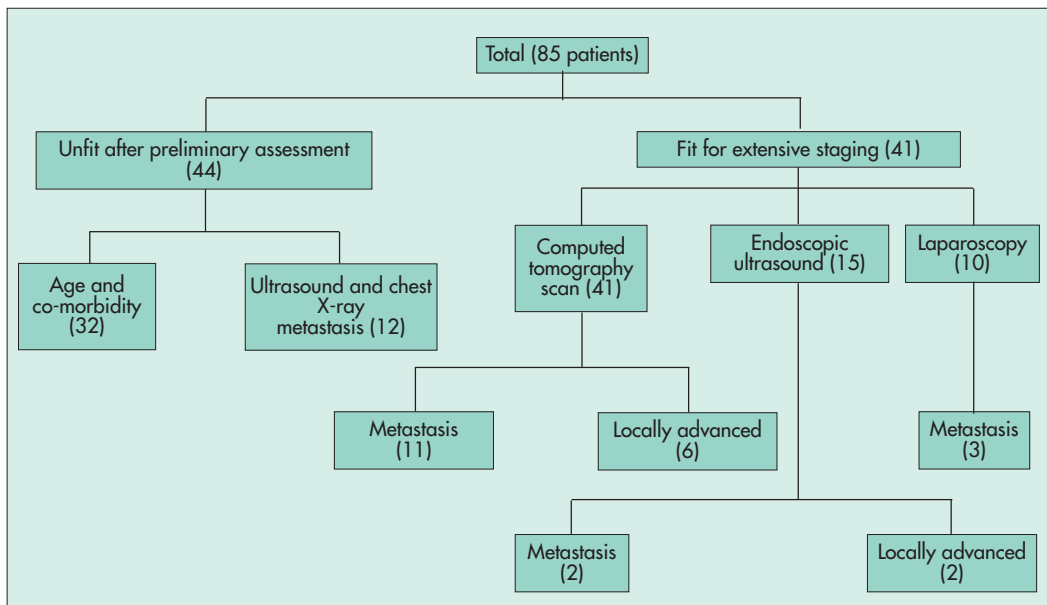 Total (85 patients)
Unfit after preliminary assessment
(44)
Fit for extensive staging (41)
Age and
co-morbidity
(32)
Ultrasound and chest
X-ray
metastasis (12)
Computed
tomography
scan (41)
Endoscopic
ultrasound (15)
Laparoscopy
(10)
Metastasis
(11)
Locally advanced
(6)
Metastasis
(3)
Metastasis
(2)
Locally advanced
(2)